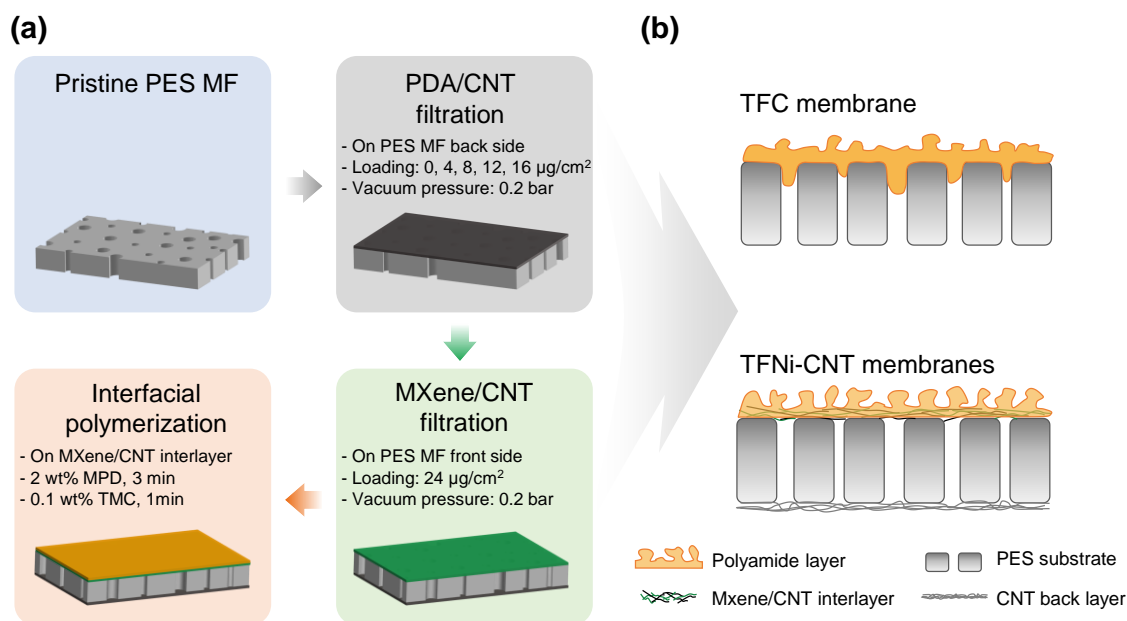 (a)
Pristine PES MF
PDA/CNT
filtration
- On PES MF back side
- Loading: 0, 4, 8, 12, 16 µg/cm²
- Vacuum pressure: 0.2 bar
Interfacial
polymerization
- On MXene/CNT interlayer
- 2 wt% MPD, 3 min
- 0.1 wt% TMC, 1min
MXene/CNT
filtration
- On PES MF front side
- Loading: 24 µg/cm²
- Vacuum pressure: 0.2 bar
(b)
TFC membrane
TFNi-CNT membranes
Polyamide layer
PES substrate
Mxene/CNT interlayer
CNT back layer